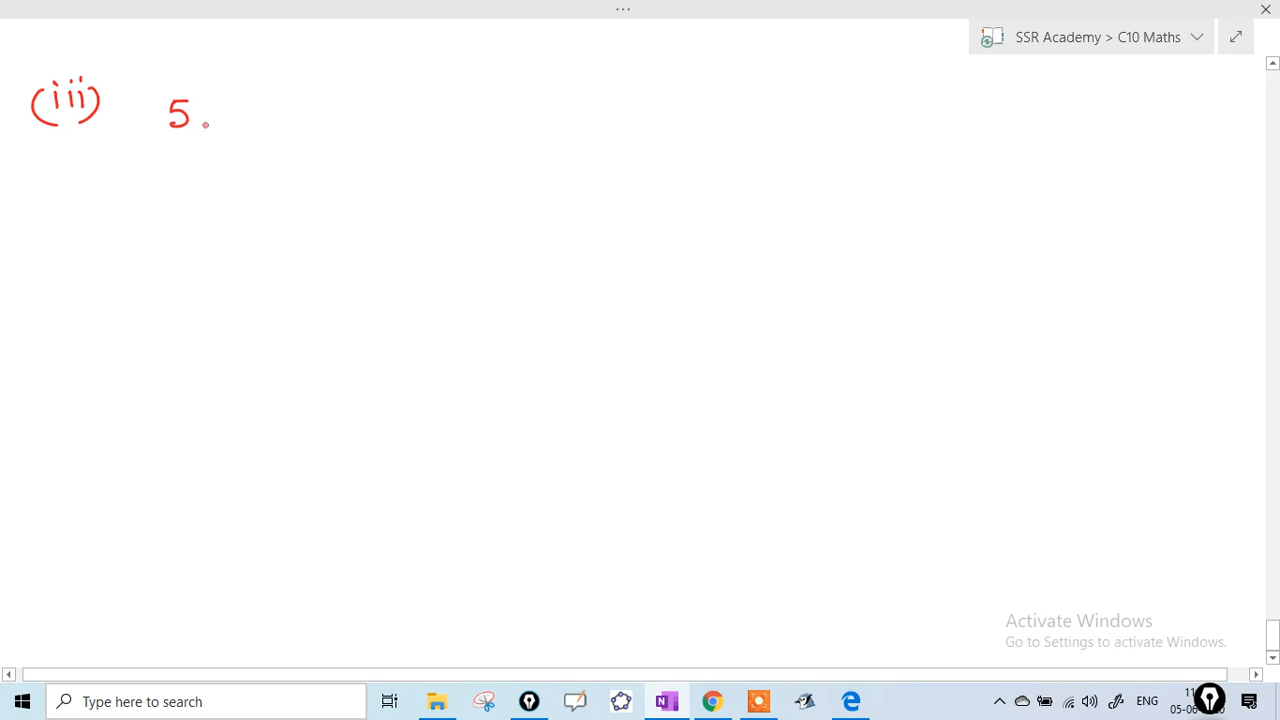 SSR Academy > C10 Maths
(iii) 5
Activate Windows
Go to Settings to activate Windows.
Type here to search
ENG